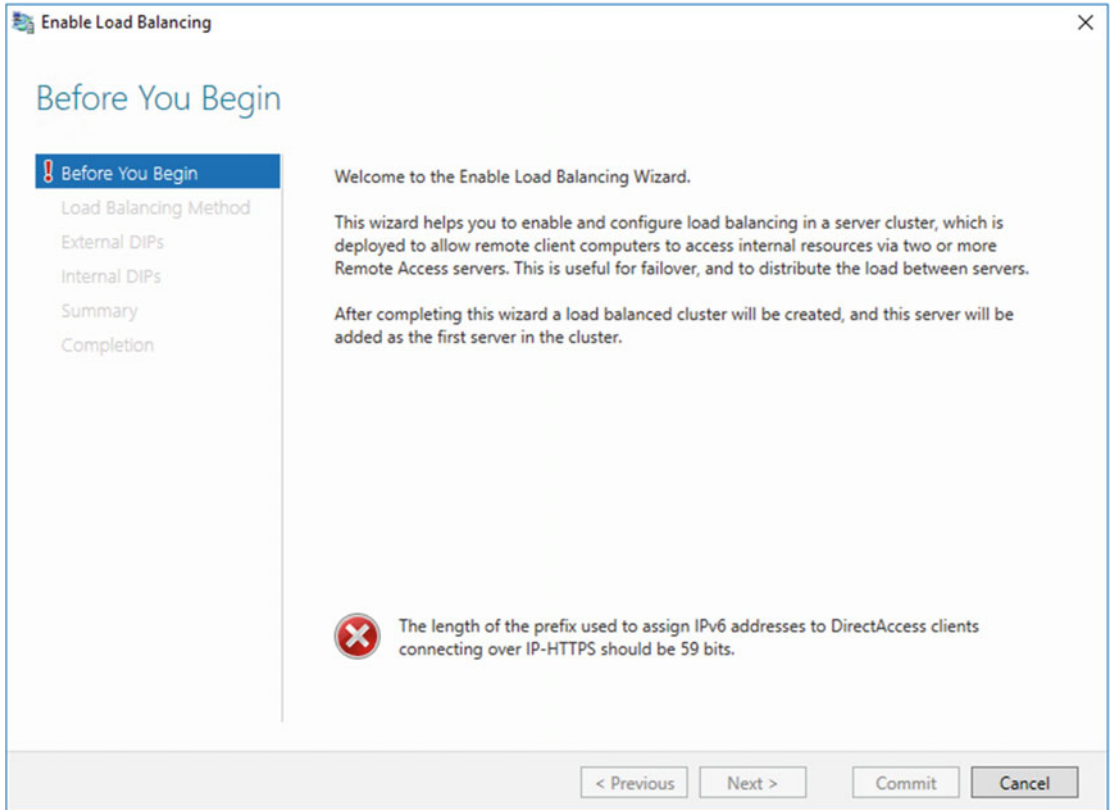 Enable Load Balancing
Before You Begin
Before You Begin
Load Balancing Method
External DIPs
Internal DIPs
Summary
Completion
Welcome to the Enable Load Balancing Wizard.
This wizard helps you to enable and configure load balancing in a server cluster, which is
deployed to allow remote client computers to access internal resources via two or more
Remote Access servers. This is useful for failover, and to distribute the load between servers.
After completing this wizard a load balanced cluster will be created, and this server will be
added as the first server in the cluster.
The length of the prefix used to assign IPv6 addresses to DirectAccess clients
connecting over IP-HTTPS should be 59 bits.
< Previous Next > Commit Cancel